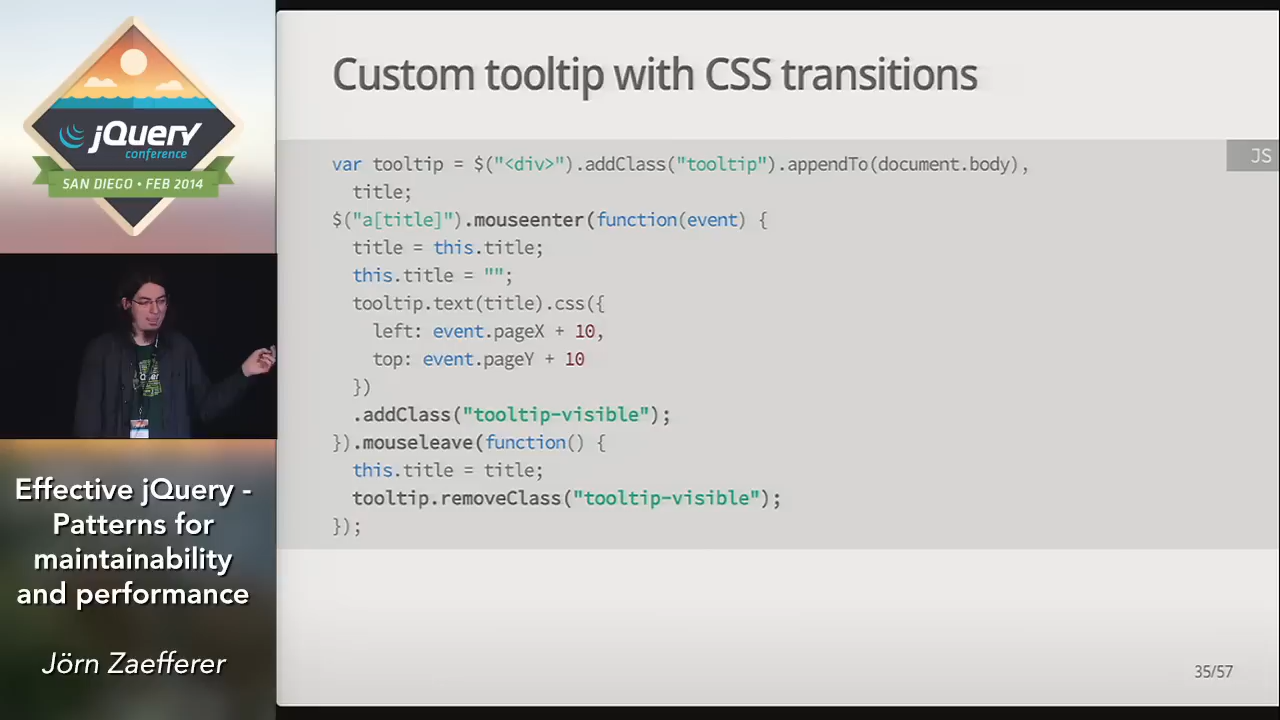 jQuery
conference
SAN DIEGO • FEB 2014
Effective jQuery -
Patterns for
maintainability
and performance
Jörn Zaefferer
Custom tooltip with CSS transitions
JS
var tooltip = $("<div>").addClass("tooltip").appendTo(document.body),
  title;
$("a[title]").mouseenter(function(event) {
  title = this.title;
  this.title = "";
  tooltip.text(title).css({
    left: event.pageX + 10,
    top: event.pageY + 10
  })
  .addClass("tooltip-visible");
}).mouseleave(function() {
  this.title = title;
  tooltip.removeClass("tooltip-visible");
});
35/57